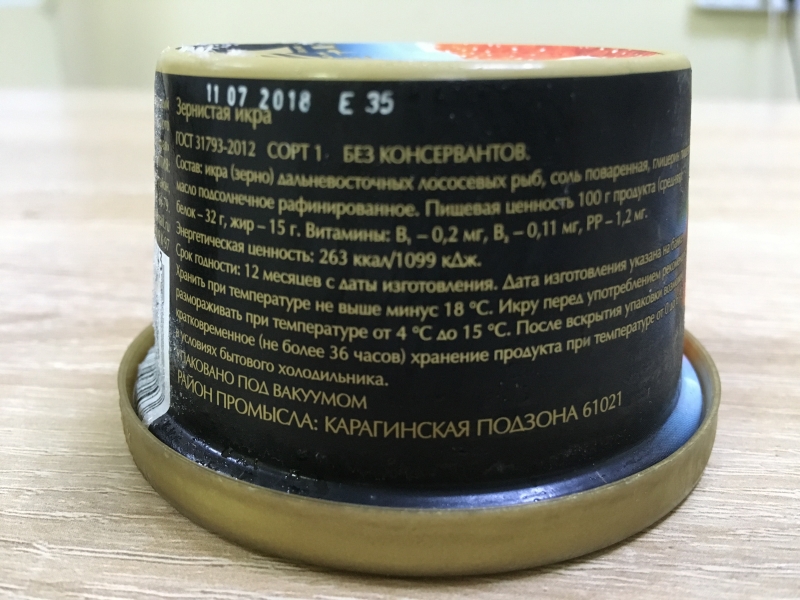 11 07 2018 E 35
Зернистая икра
ГОСТ 31793-2012 СОРТ 1 БЕЗ КОНСЕРВАНТОВ.
Состав: икра (зерно) дальневосточных лососевых рыб, соль поваренная, глицерин
масло подсолнечное рафинированное. Пищевая ценность 100 г продукта
белок – 32 г, жир – 15 г. Витамины: B₁ – 0,2 мг, B₁ – 0,11 мг, PP – 1,2 мг.
Энергетическая ценность: 263 ккал/1099 кДж.
Срок годности: 12 месяцев с даты изготовления. Дата изготовления указана на
Хранить при температуре не выше минус 18 °C. Икру перед употреблением
размораживать при температуре от 4 °C до 15 °C. После вскрытия упаковки
кратковременное (не более 36 часов) хранение продукта при температуре от 0
в условиях бытового холодильника.
УПАКОВАНО ПОД ВАКУУМОМ
РАЙОН ПРОМЫСЛА: КАРАГИНСКАЯ ПОДЗОНА 61021